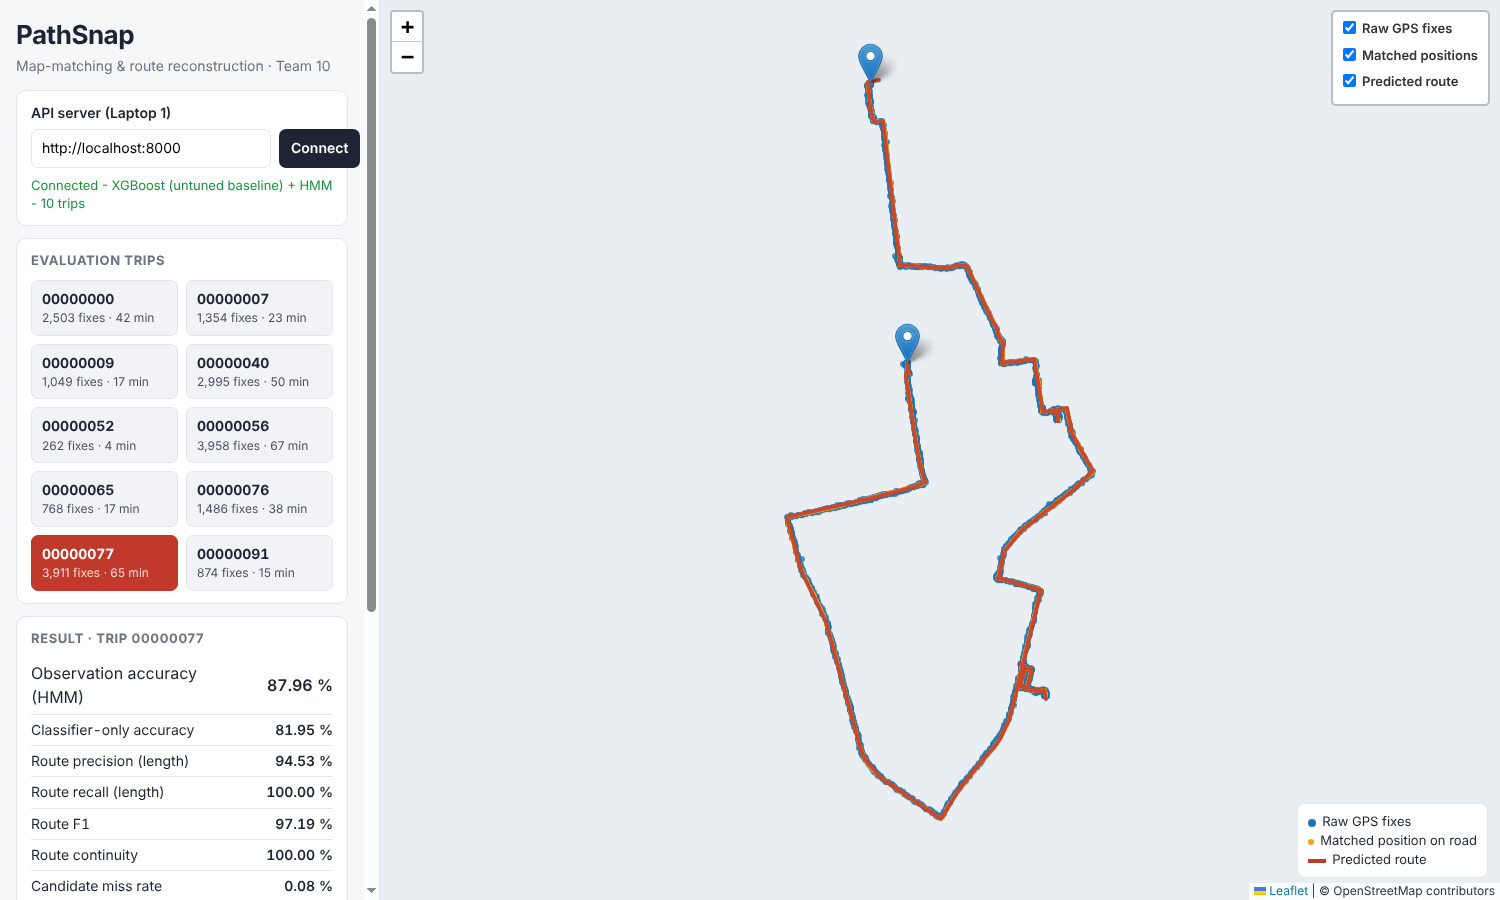 PathSnap
Map-matching & route reconstruction · Team 10
API server (Laptop 1)
http://localhost:8000
Connect
Connected - XGBoost (untuned baseline) + HMM
- 10 trips
EVALUATION TRIPS
00000000
2,503 fixes · 42 min
00000007
1,354 fixes · 23 min
00000009
1,049 fixes · 17 min
00000040
2,995 fixes · 50 min
00000052
262 fixes · 4 min
00000056
3,958 fixes · 67 min
00000065
768 fixes · 17 min
00000076
1,486 fixes · 38 min
00000077
3,911 fixes · 65 min
00000091
874 fixes · 15 min
RESULT · TRIP 00000077
Observation accuracy
(HMM)
87.96 %
Classifier-only accuracy 81.95 %
Route precision (length) 94.53 %
Route recall (length) 100.00 %
Route F1 97.19 %
Route continuity 100.00 %
Candidate miss rate 0.08 %
+
−
Raw GPS fixes
Matched positions
Predicted route
Raw GPS fixes
Matched position on road
Predicted route
Leaflet | © OpenStreetMap contributors